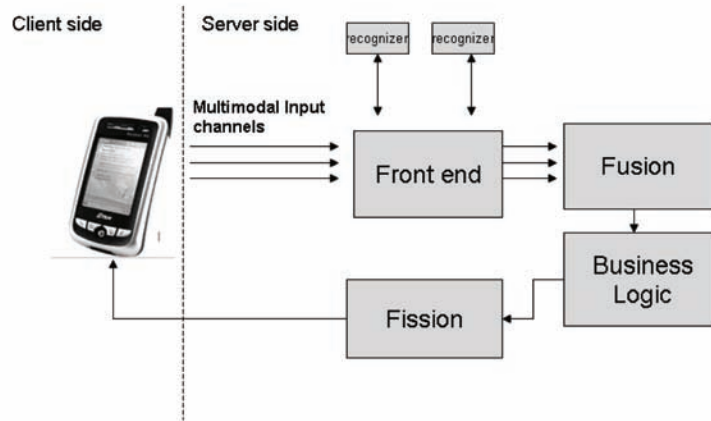 Client side
Server side
recognizer
recognizer
Multimodal Input
channels
Front end
Fusion
Business
Logic
Fission